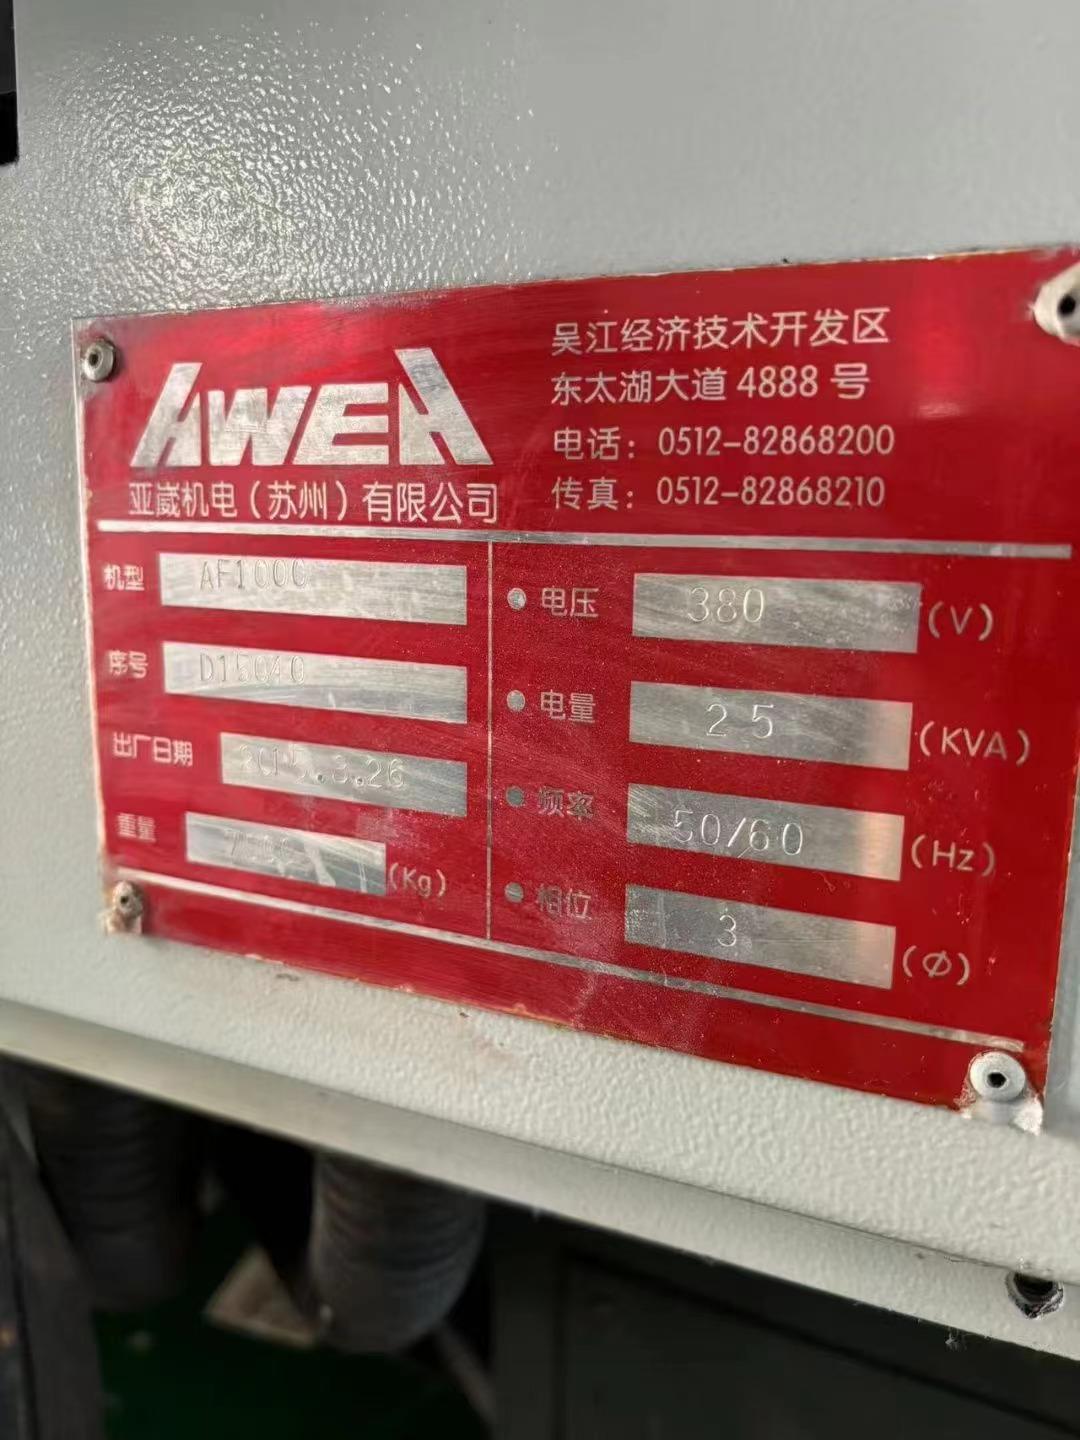 AWEA
亚崴机电（苏州）有限公司
吴江经济技术开发区
东太湖大道 4888 号
电话：0512-82868200
传真：0512-82868210
机型 AF1000
序号 D15040
出厂日期 2015.3.26
重量 (Kg)
电压 380 (V)
电量 25 (KVA)
频率 50/60 (Hz)
相位 3 (Φ)